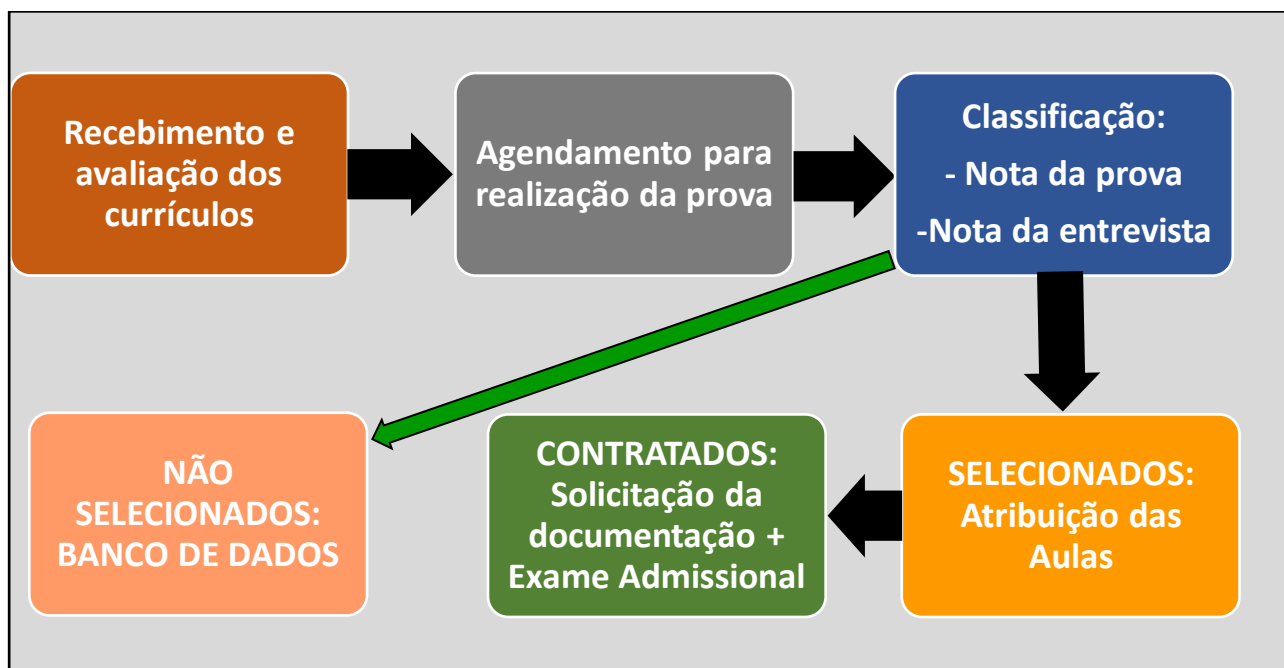 Recebimento e
avaliação dos
currículos
Agendamento para
realização da prova
Classificação:
- Nota da prova
-Nota da entrevista
NÃO
SELECIONADOS:
BANCO DE DADOS
CONTRATADOS:
Solicitação da
documentação +
Exame Admissional
SELECIONADOS:
Atribuição das
Aulas